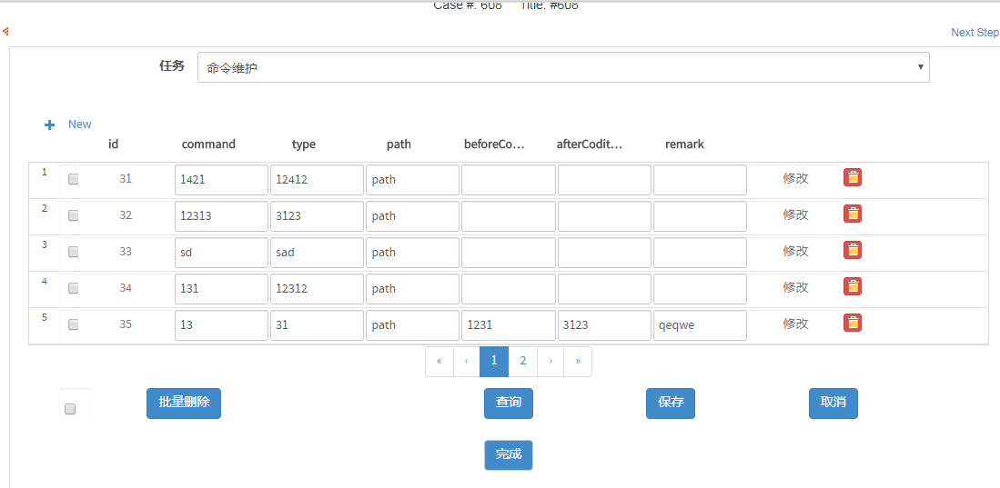 Case #: 608 Title: #608
Next Step
任务 命令维护
New
id command type path beforeCo... afterCodit... remark
1 31 1421 12412 path 修改
2 32 12313 3123 path 修改
3 33 sd sad path 修改
4 34 131 12312 path 修改
5 35 13 31 path 1231 3123 qeqwe 修改
« ‹ 1 2 › »
批量删除 查询 保存 取消
完成